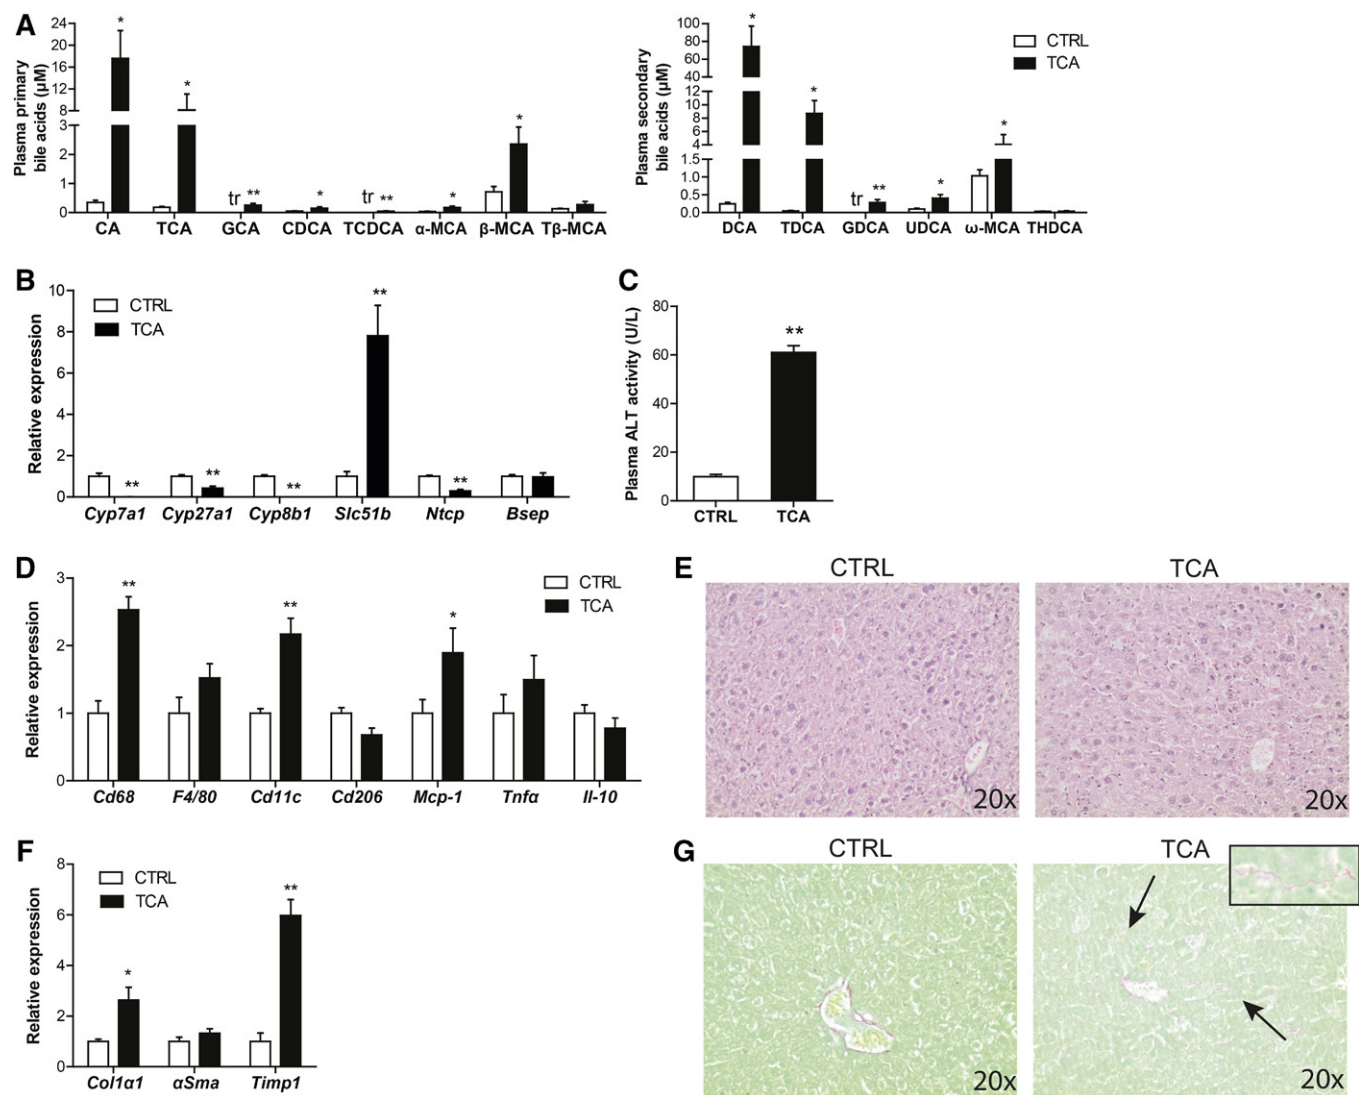 A
Plasma primary
bile acids (μM)
24
20
16
12
8
3
2
1
0
* * tr ** * tr ** * *
CA TCA GCA CDCA TCDCA α-MCA β-MCA Tβ-MCA
Plasma secondary
bile acids (μM)
100
80
60
40
12
10
8
6
4
1.5
1.0
0.5
0.0
* * tr ** * *
DCA TDCA GDCA UDCA ω-MCA THDCA
CTRL
TCA
B
Relative expression
10
8
6
4
2
0
CTRL
TCA
** ** ** ** **
Cyp7a1 Cyp27a1 Cyp8b1 Slc51b Ntcp Bsep
C
Plasma ALT activity (U/L)
80
60
40
20
0
**
CTRL TCA
D
Relative expression
3
2
1
0
CTRL
TCA
** ** *
Cd68 F4/80 Cd11c Cd206 Mcp-1 Tnfα Il-10
E
CTRL TCA
20x 20x
F
Relative expression
8
6
4
2
0
CTRL
TCA
* **
Col1α1 αSma Timp1
G
CTRL TCA
20x 20x